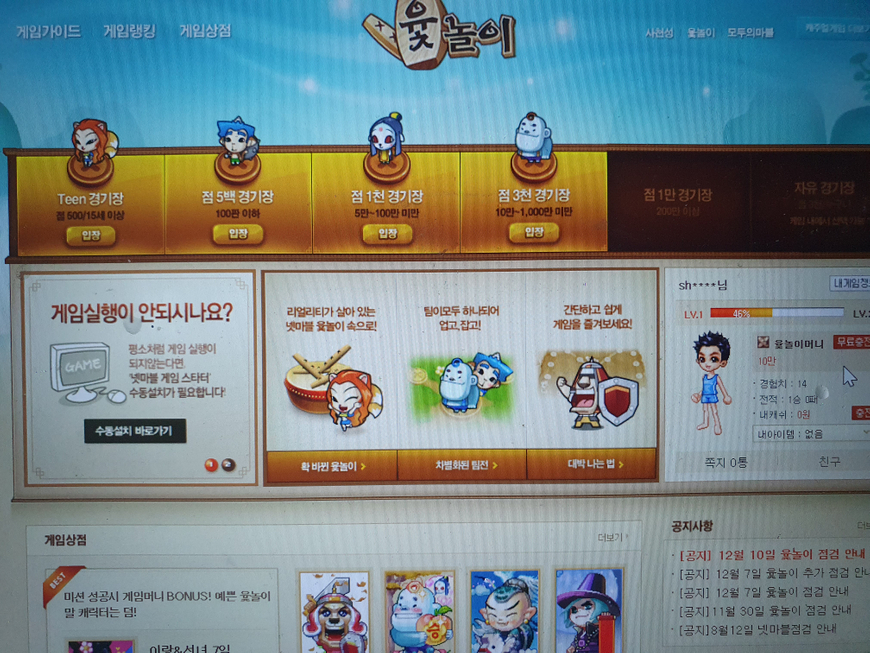 게임가이드 게임랭킹 게임상점
윷놀이
사천성 윷놀이 모두의마블
Teen 경기장
점 500/15세 이상
입장
점 5백 경기장
100판 이하
입장
점 1천 경기장
5만~100만 미만
입장
점 3천 경기장
10만~1,000만 미만
입장
점 1만 경기장
200만 이상
자유 경기장
게임실행이 안되시나요?
GAME
평소처럼 게임 실행이
되지않는다면,
'넷마블 게임 스타터'
수동설치가 필요합니다!
수동설치 바로가기
1 2
리얼리티가 살아 있는
넷마블 윷놀이 속으로!
확 바뀐 윷놀이 >
팀이모두 하나되어
업고,잡고!
차별화된 팀전 >
간단하고 쉽게
게임을 즐겨보세요!
대박 나는 법 >
sh****님
내게임정
LV.1 46% LV.
윷놀이머니 무료충전
10만
· 경험치 : 14
· 전적 : 1승 0패
· 내캐쉬 : 0원 충전
내아이템 : 없음
쪽지 0통 친구
게임상점
더보기
BEST
미션 성공시 게임머니 BONUS! 예쁜 윷놀이
말 캐릭터는 덤!
이랑&선녀 7일
승
공지사항
더보
· [공지] 12월 10일 윷놀이 점검 안내
· [공지] 12월 7일 윷놀이 추가 점검 안내
· [공지] 12월 7일 윷놀이 점검 안내
· [공지]11월 30일 윷놀이 점검 안내
· [공지]8월12일 넷마블점검 안내